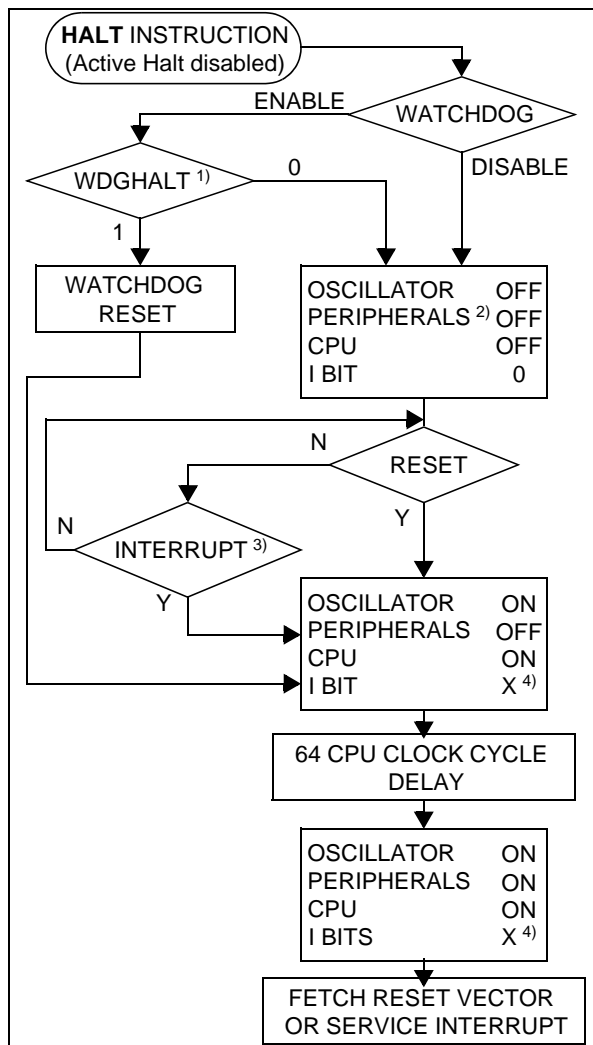 HALT INSTRUCTION
(Active Halt disabled)
ENABLE
WATCHDOG
WDGHALT 1)
0
DISABLE
1
WATCHDOG
RESET
OSCILLATOR OFF
PERIPHERALS 2) OFF
CPU OFF
I BIT 0
N
RESET
N
INTERRUPT 3)
Y
Y
OSCILLATOR ON
PERIPHERALS OFF
CPU ON
I BIT X 4)
64 CPU CLOCK CYCLE
DELAY
OSCILLATOR ON
PERIPHERALS ON
CPU ON
I BITS X 4)
FETCH RESET VECTOR
OR SERVICE INTERRUPT